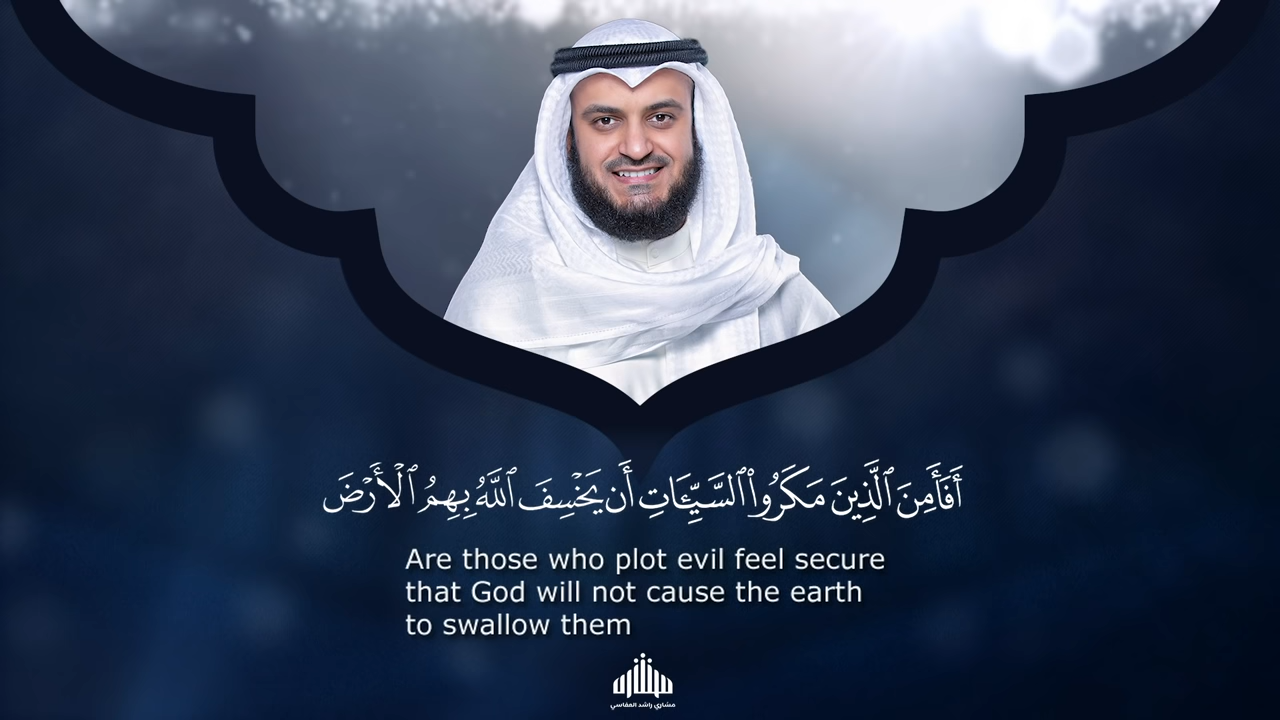 أَفَأَمِنَ ٱلَّذِينَ مَكَرُوا۟ ٱلسَّيِّـَٔاتِ أَن يَخْسِفَ ٱللَّهُ بِهِمُ ٱلْأَرْضَ
Are those who plot evil feel secure
that God will not cause the earth
to swallow them
مشاري راشد العفاسي